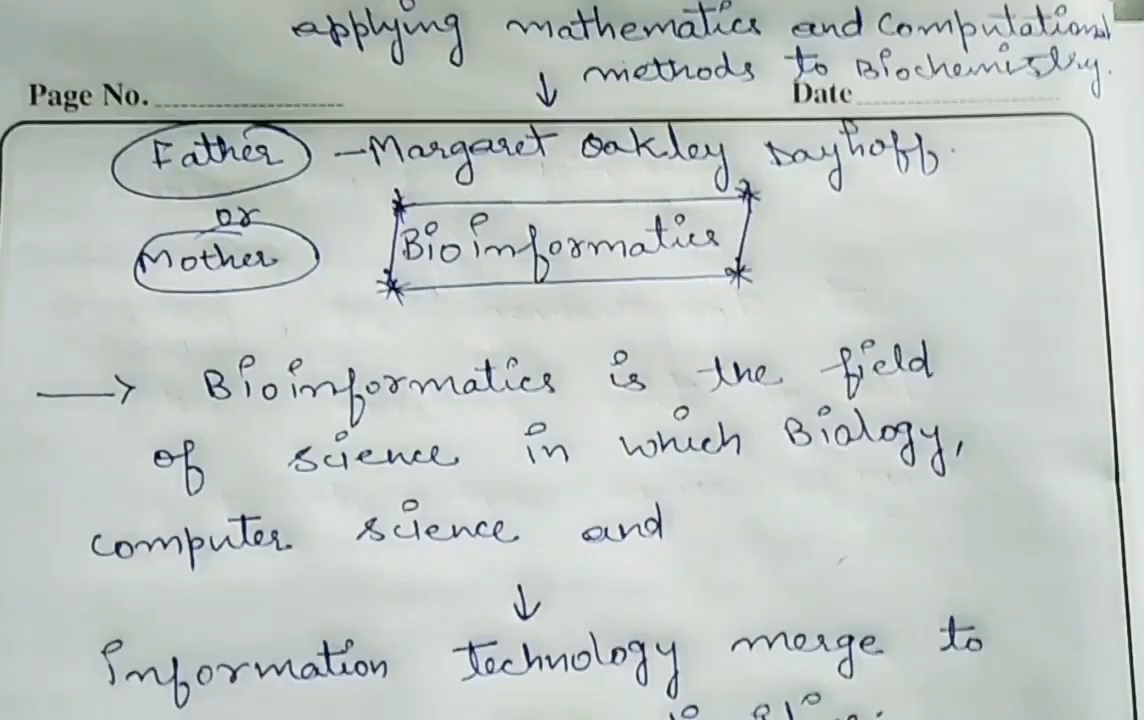 applying mathematics and computational
↓ methods to Biochemistry.
Page No. Date
Father - Margaret Oakley Dayhoff.
or
Mother Bioinformatics
→ Bioinformatics is the field
of science in which Biology,
computer science and
↓
Information technology merge to